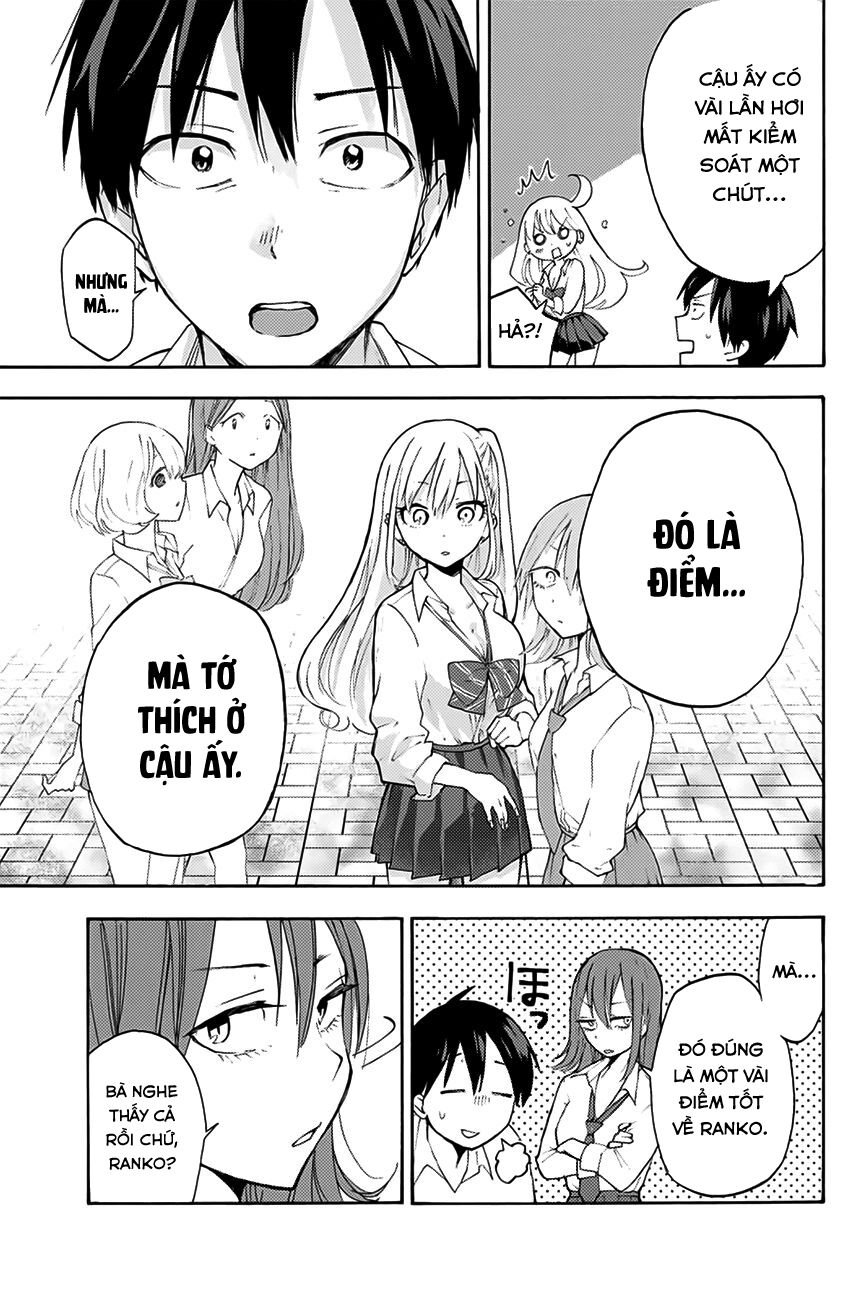 CẬU ẤY CÓ
VÀI LẦN HƠI
MẤT KIỂM
SOÁT MỘT
CHÚT...
HẢ?!
NHƯNG
MÀ...
ĐÓ LÀ
ĐIỂM...
MÀ TỚ
THÍCH Ở
CẬU ẤY.
MÀ...
ĐÓ ĐÚNG
LÀ MỘT VÀI
ĐIỂM TỐT
VỀ RANKO.
ほっ
BÀ NGHE
THẤY CẢ
RỒI CHỨ,
RANKO?